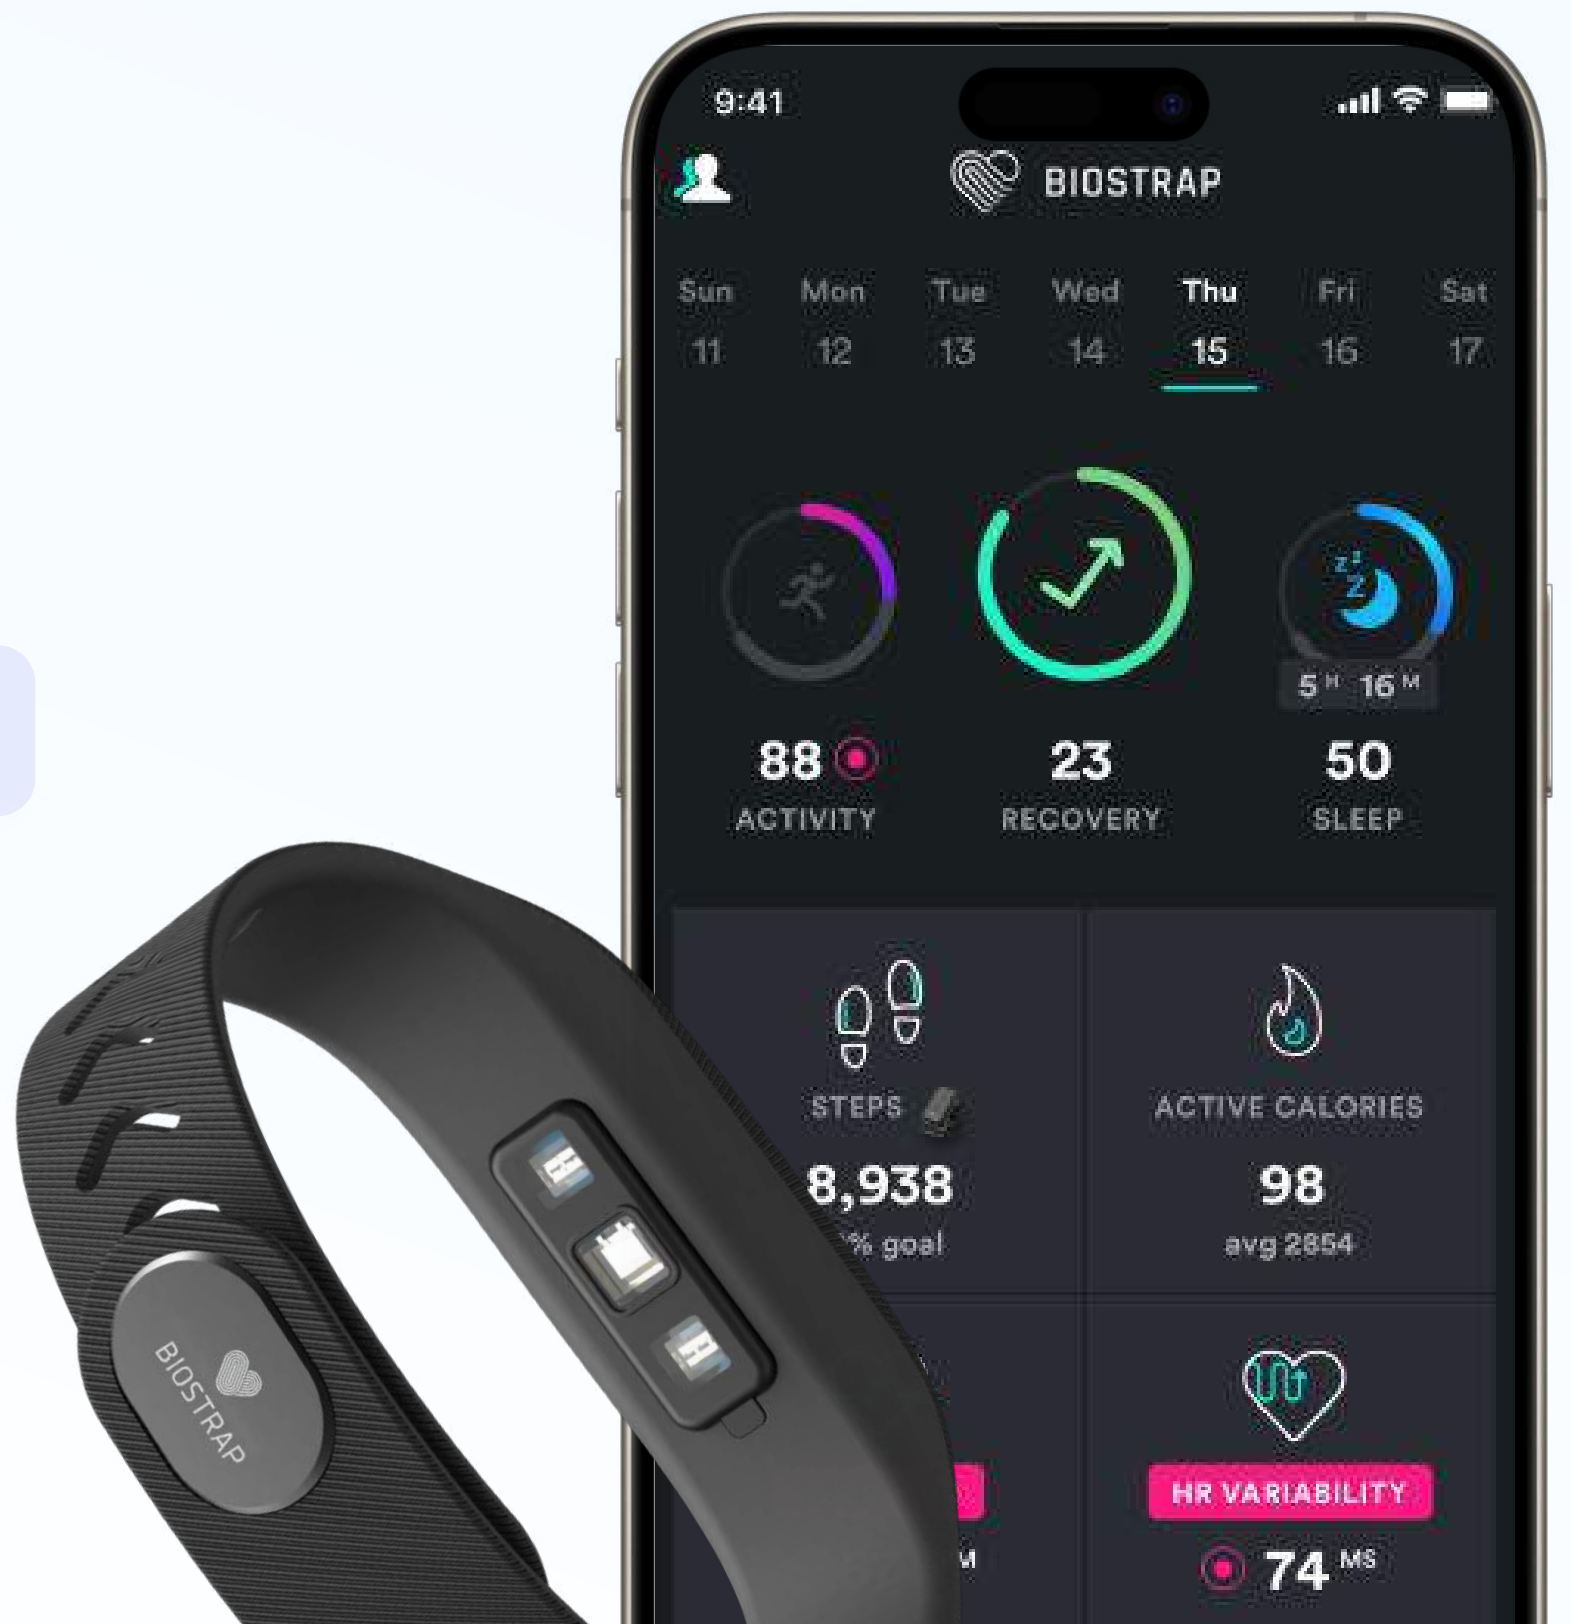 9:41
BIOSTRAP
Sun Mon Tue Wed Thu Fri Sat
11 12 13 14 15 16 17
5 H 16 M
88 23 50
ACTIVITY RECOVERY SLEEP
STEPS ACTIVE CALORIES
8,938 98
% goal avg 2854
HR VARIABILITY
M 74 MS
BIOSTRAP